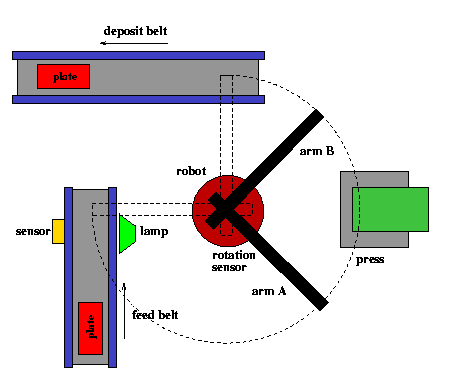 deposit belt
plate
arm B
robot
sensor
lamp
rotation
sensor
press
arm A
feed belt
plate